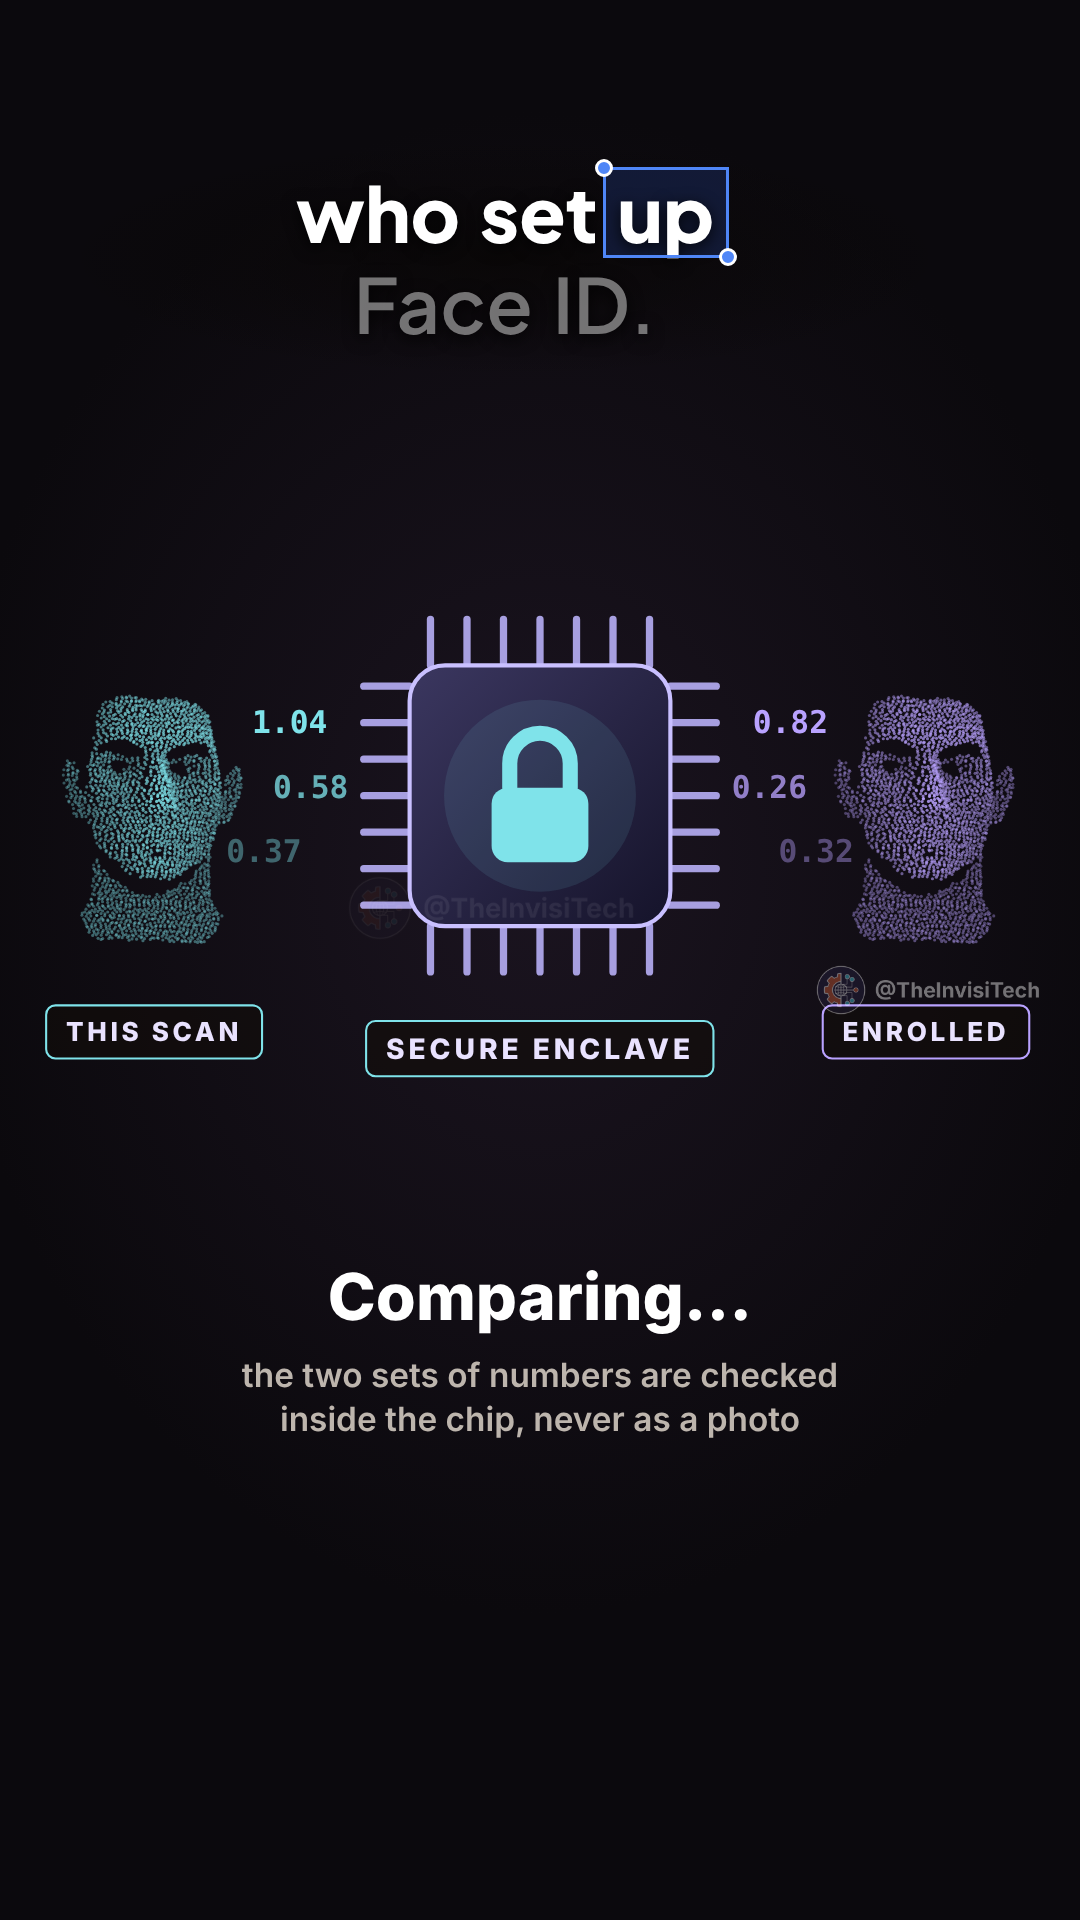 who set up
Face ID.
1.04
0.58
0.37
0.82
0.26
0.32
@TheInvisiTech
@TheInvisiTech
THIS SCAN
SECURE ENCLAVE
ENROLLED
Comparing...
the two sets of numbers are checked
inside the chip, never as a photo